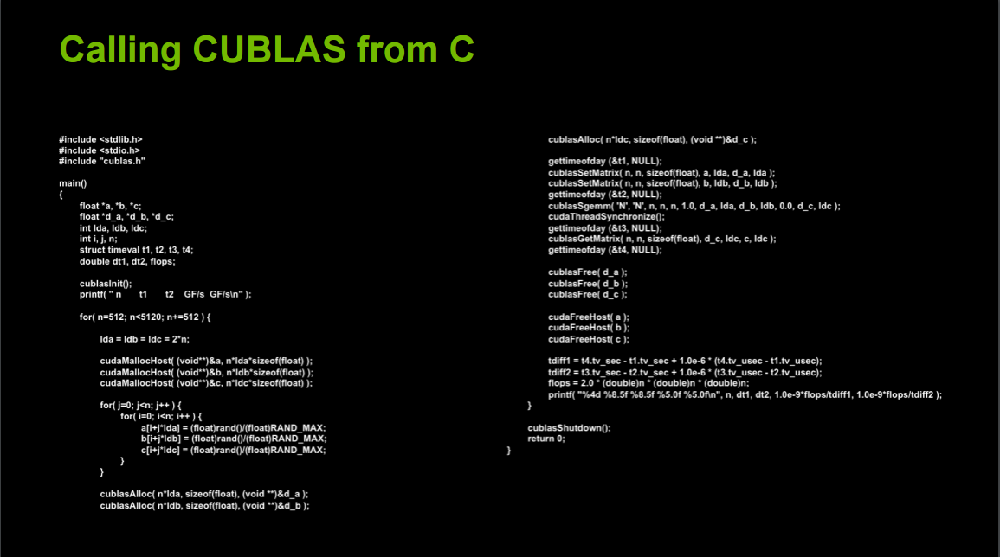 Calling CUBLAS from C
#include <stdlib.h>
#include <stdio.h>
#include "cublas.h"
main()
{
float *a, *b, *c;
float *d_a, *d_b, *d_c;
int lda, ldb, ldc;
int i, j, n;
struct timeval t1, t2, t3, t4;
double dt1, dt2, flops;
cublasInit();
printf( " n t1 t2 GF/s GF/s\n" );
for( n=512; n<5120; n+=512 ) {
lda = ldb = ldc = 2*n;
cudaMallocHost( (void**)&a, n*lda*sizeof(float) );
cudaMallocHost( (void**)&b, n*ldb*sizeof(float) );
cudaMallocHost( (void**)&c, n*ldc*sizeof(float) );
for( j=0; j<n; j++ ) {
for( i=0; i<n; i++ ) {
a[i+j*lda] = (float)rand()/(float)RAND_MAX;
b[i+j*ldb] = (float)rand()/(float)RAND_MAX;
c[i+j*ldc] = (float)rand()/(float)RAND_MAX;
}
}
cublasAlloc( n*lda, sizeof(float), (void **)&d_a );
cublasAlloc( n*ldb, sizeof(float), (void **)&d_b );
cublasAlloc( n*ldc, sizeof(float), (void **)&d_c );
gettimeofday (&t1, NULL);
cublasSetMatrix( n, n, sizeof(float), a, lda, d_a, lda );
cublasSetMatrix( n, n, sizeof(float), b, ldb, d_b, ldb );
gettimeofday (&t2, NULL);
cublasSgemm( 'N', 'N', n, n, n, 1.0, d_a, lda, d_b, ldb, 0.0, d_c, ldc );
cudaThreadSynchronize();
gettimeofday (&t3, NULL);
cublasGetMatrix( n, n, sizeof(float), d_c, ldc, c, ldc );
gettimeofday (&t4, NULL);
cublasFree( d_a );
cublasFree( d_b );
cublasFree( d_c );
cudaFreeHost( a );
cudaFreeHost( b );
cudaFreeHost( c );
tdiff1 = t4.tv_sec - t1.tv_sec + 1.0e-6 * (t4.tv_usec - t1.tv_usec);
tdiff2 = t3.tv_sec - t2.tv_sec + 1.0e-6 * (t3.tv_usec - t2.tv_usec);
flops = 2.0 * (double)n * (double)n * (double)n;
printf( "%4d %8.5f %8.5f %5.0f %5.0f\n", n, dt1, dt2, 1.0e-9*flops/tdiff1, 1.0e-9*flops/tdiff2 );
}
cublasShutdown();
return 0;
}